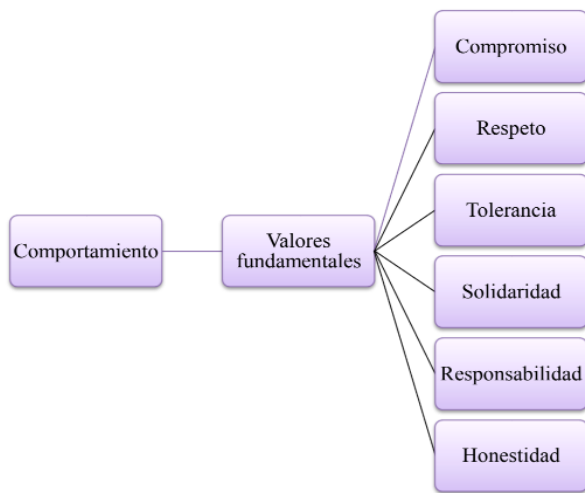 Comportamiento
Valores
fundamentales
Compromiso
Respeto
Tolerancia
Solidaridad
Responsabilidad
Honestidad